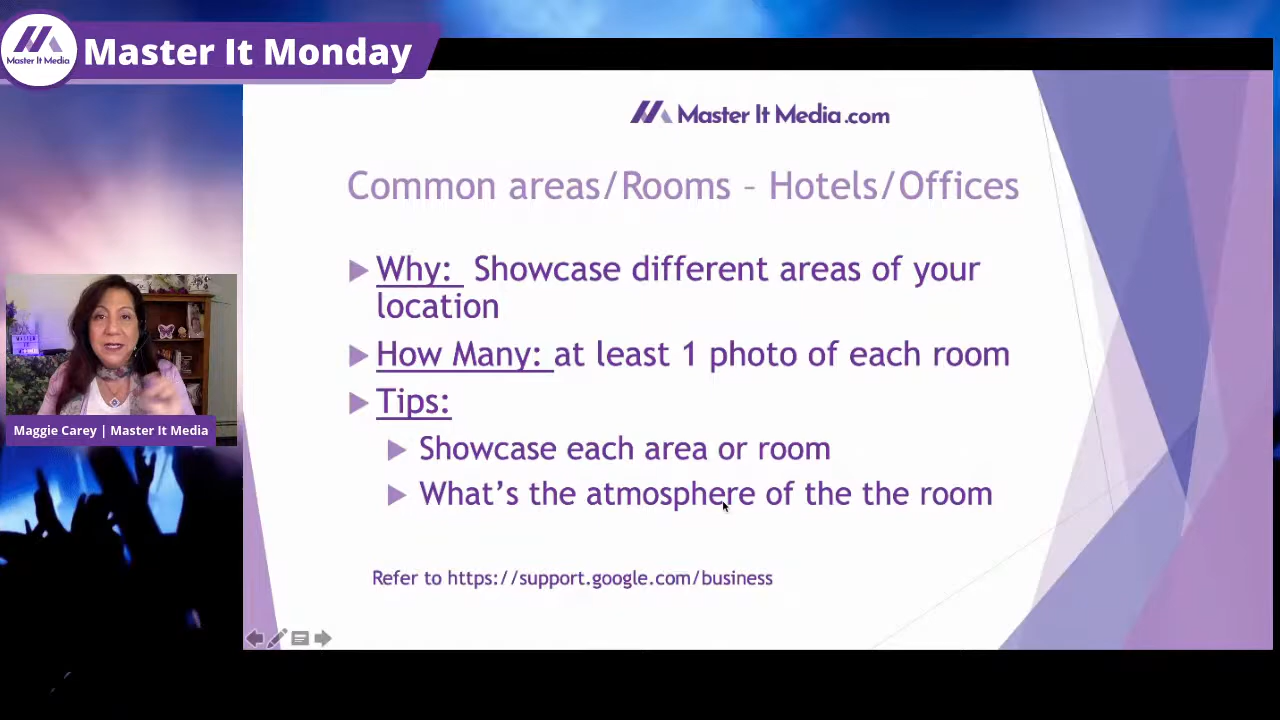 Master It Media
Master It Monday
Master It Media.com
Common areas/Rooms – Hotels/Offices
Why: Showcase different areas of your
location
How Many: at least 1 photo of each room
Tips:
Showcase each area or room
What's the atmosphere of the the room
Refer to https://support.google.com/business
Maggie Carey | Master It Media